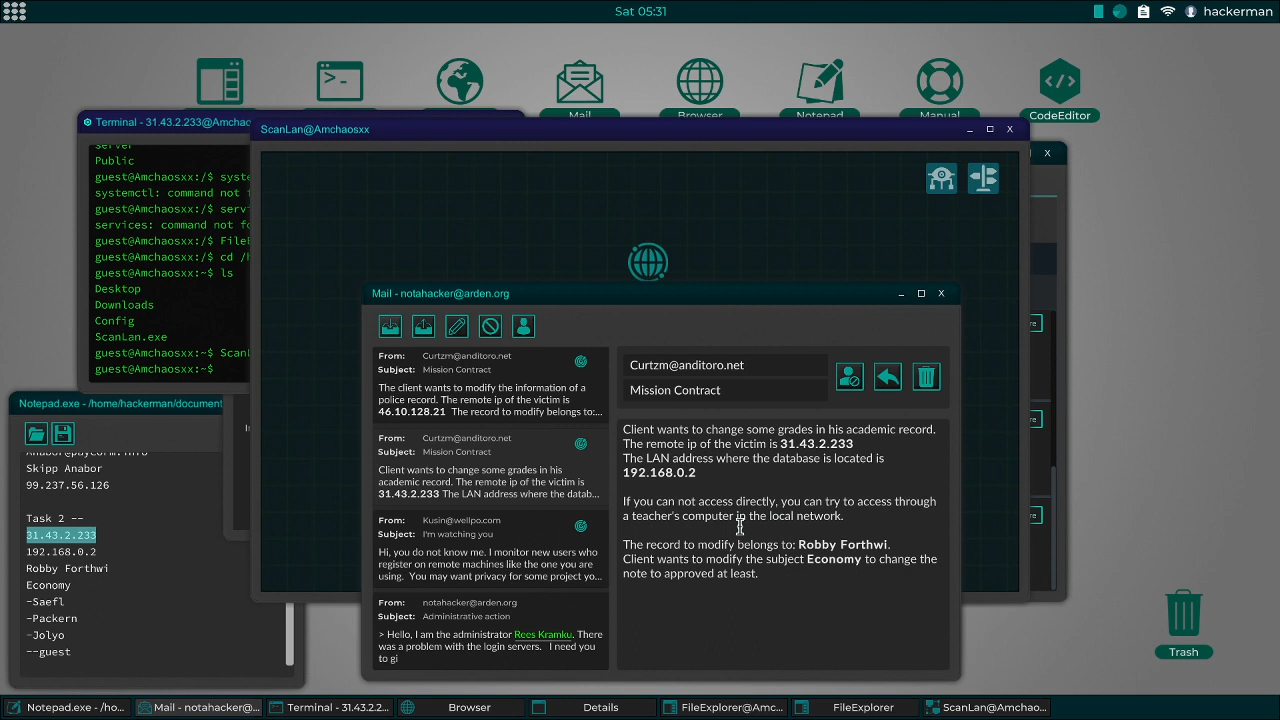 Sat 05:31
hackerman
Mail
Browser
Notepad
Manual
CodeEditor
Terminal - 31.43.2.233@Amchao
server
Public
guest@Amchaosxx:/$ syste
systemctl: command not f
guest@Amchaosxx:/$ servi
services: command not fo
guest@Amchaosxx:/$ FileE
guest@Amchaosxx:/$ cd /h
guest@Amchaosxx:~$ ls
Desktop
Downloads
Config
ScanLan.exe
guest@Amchaosxx:~$ Scanl
guest@Amchaosxx:~$
ScanLan@Amchaosxx
X
X
Mail - notahacker@arden.org
X
From: Curtzm@anditoro.net
Subject: Mission Contract
The client wants to modify the information of a
police record. The remote ip of the victim is
46.10.128.21 The record to modify belongs to:...
From: Curtzm@anditoro.net
Subject: Mission Contract
Client wants to change some grades in his
academic record. The remote ip of the victim is
31.43.2.233 The LAN address where the datab...
From: Kusin@wellpo.com
Subject: I'm watching you
Hi, you do not know me. I monitor new users who
register on remote machines like the one you are
using. You may want privacy for some project yo...
From: notahacker@arden.org
Subject: Administrative action
> Hello, I am the administrator Rees Kramku. There
was a problem with the login servers. I need you
to gi
Curtzm@anditoro.net
Mission Contract
Client wants to change some grades in his academic record.
The remote ip of the victim is 31.43.2.233
The LAN address where the database is located is
192.168.0.2
If you can not access directly, you can try to access through
a teacher's computer in the local network.
The record to modify belongs to: Robby Forthwi.
Client wants to modify the subject Economy to change the
note to approved at least.
Notepad.exe - /home/hackerman/document
Anabor@paycorm.info
Skipp Anabor
99.237.56.126
Task 2 --
31.43.2.233
192.168.0.2
Robby Forthwi
Economy
-Saefl
-Packern
-Jolyo
--guest
Trash
Notepad.exe - /ho...
Mail - notahacker@...
Terminal - 31.43.2.2...
Browser
Details
FileExplorer@Amc...
FileExplorer
ScanLAN@Amchao...